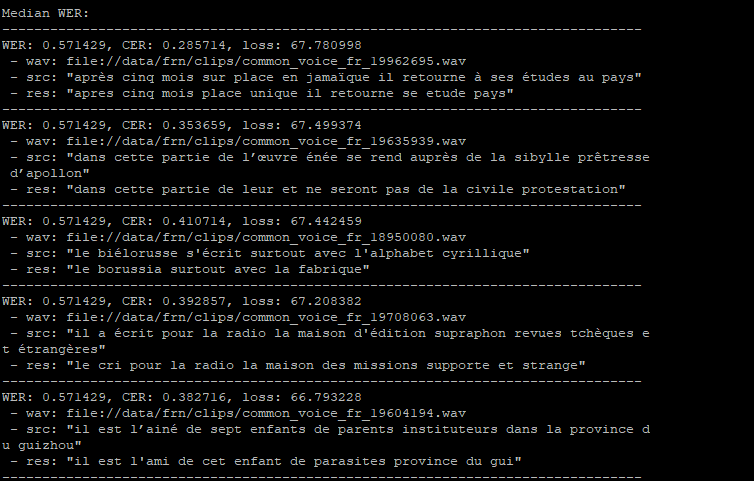 Median WER:
--------------------------------------------------------------------------------
WER: 0.571429, CER: 0.285714, loss: 67.780998
 - wav: file://data/frn/clips/common_voice_fr_19962695.wav
 - src: "après cinq mois sur place en jamaïque il retourne à ses études au pays"
 - res: "apres cinq mois place unique il retourne se etude pays"
--------------------------------------------------------------------------------
WER: 0.571429, CER: 0.353659, loss: 67.499374
 - wav: file://data/frn/clips/common_voice_fr_19635939.wav
 - src: "dans cette partie de l’œuvre énée se rend auprès de la sibylle prêtresse
 d’apollon"
 - res: "dans cette partie de leur et ne seront pas de la civile protestation"
--------------------------------------------------------------------------------
WER: 0.571429, CER: 0.410714, loss: 67.442459
 - wav: file://data/frn/clips/common_voice_fr_18950080.wav
 - src: "le biélorusse s'écrit surtout avec l'alphabet cyrillique"
 - res: "le borussia surtout avec la fabrique"
--------------------------------------------------------------------------------
WER: 0.571429, CER: 0.392857, loss: 67.208382
 - wav: file://data/frn/clips/common_voice_fr_19708063.wav
 - src: "il a écrit pour la radio la maison d'édition supraphon revues tchèques e
t étrangères"
 - res: "le cri pour la radio la maison des missions supporte et strange"
--------------------------------------------------------------------------------
WER: 0.571429, CER: 0.382716, loss: 66.793228
 - wav: file://data/frn/clips/common_voice_fr_19604194.wav
 - src: "il est l’ainé de sept enfants de parents instituteurs dans la province d
u guizhou"
 - res: "il est l'ami de cet enfant de parasites province du gui"
--------------------------------------------------------------------------------